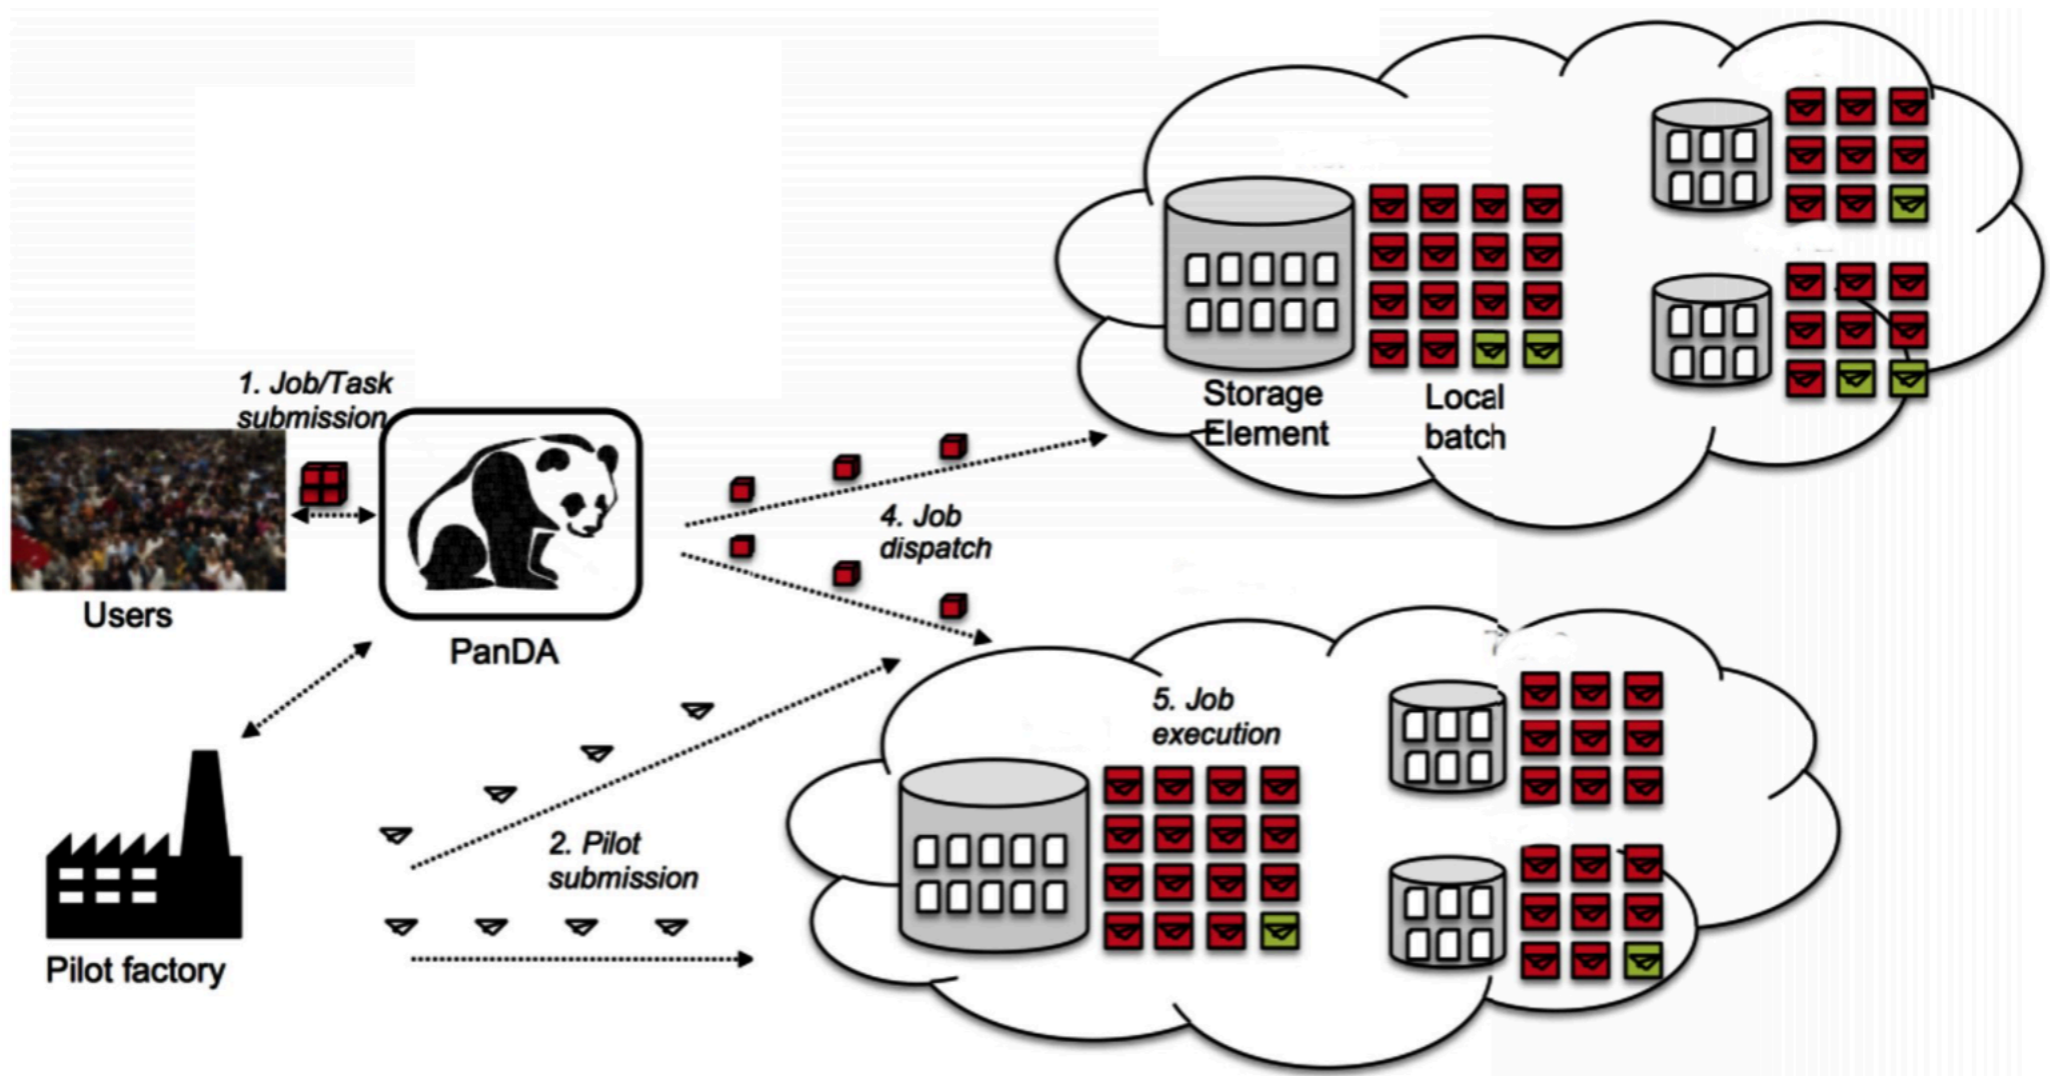 1. Job/Task
submission
Users
PanDA
Storage
Element
Local
batch
4. Job
dispatch
5. Job
execution
2. Pilot
submission
Pilot factory